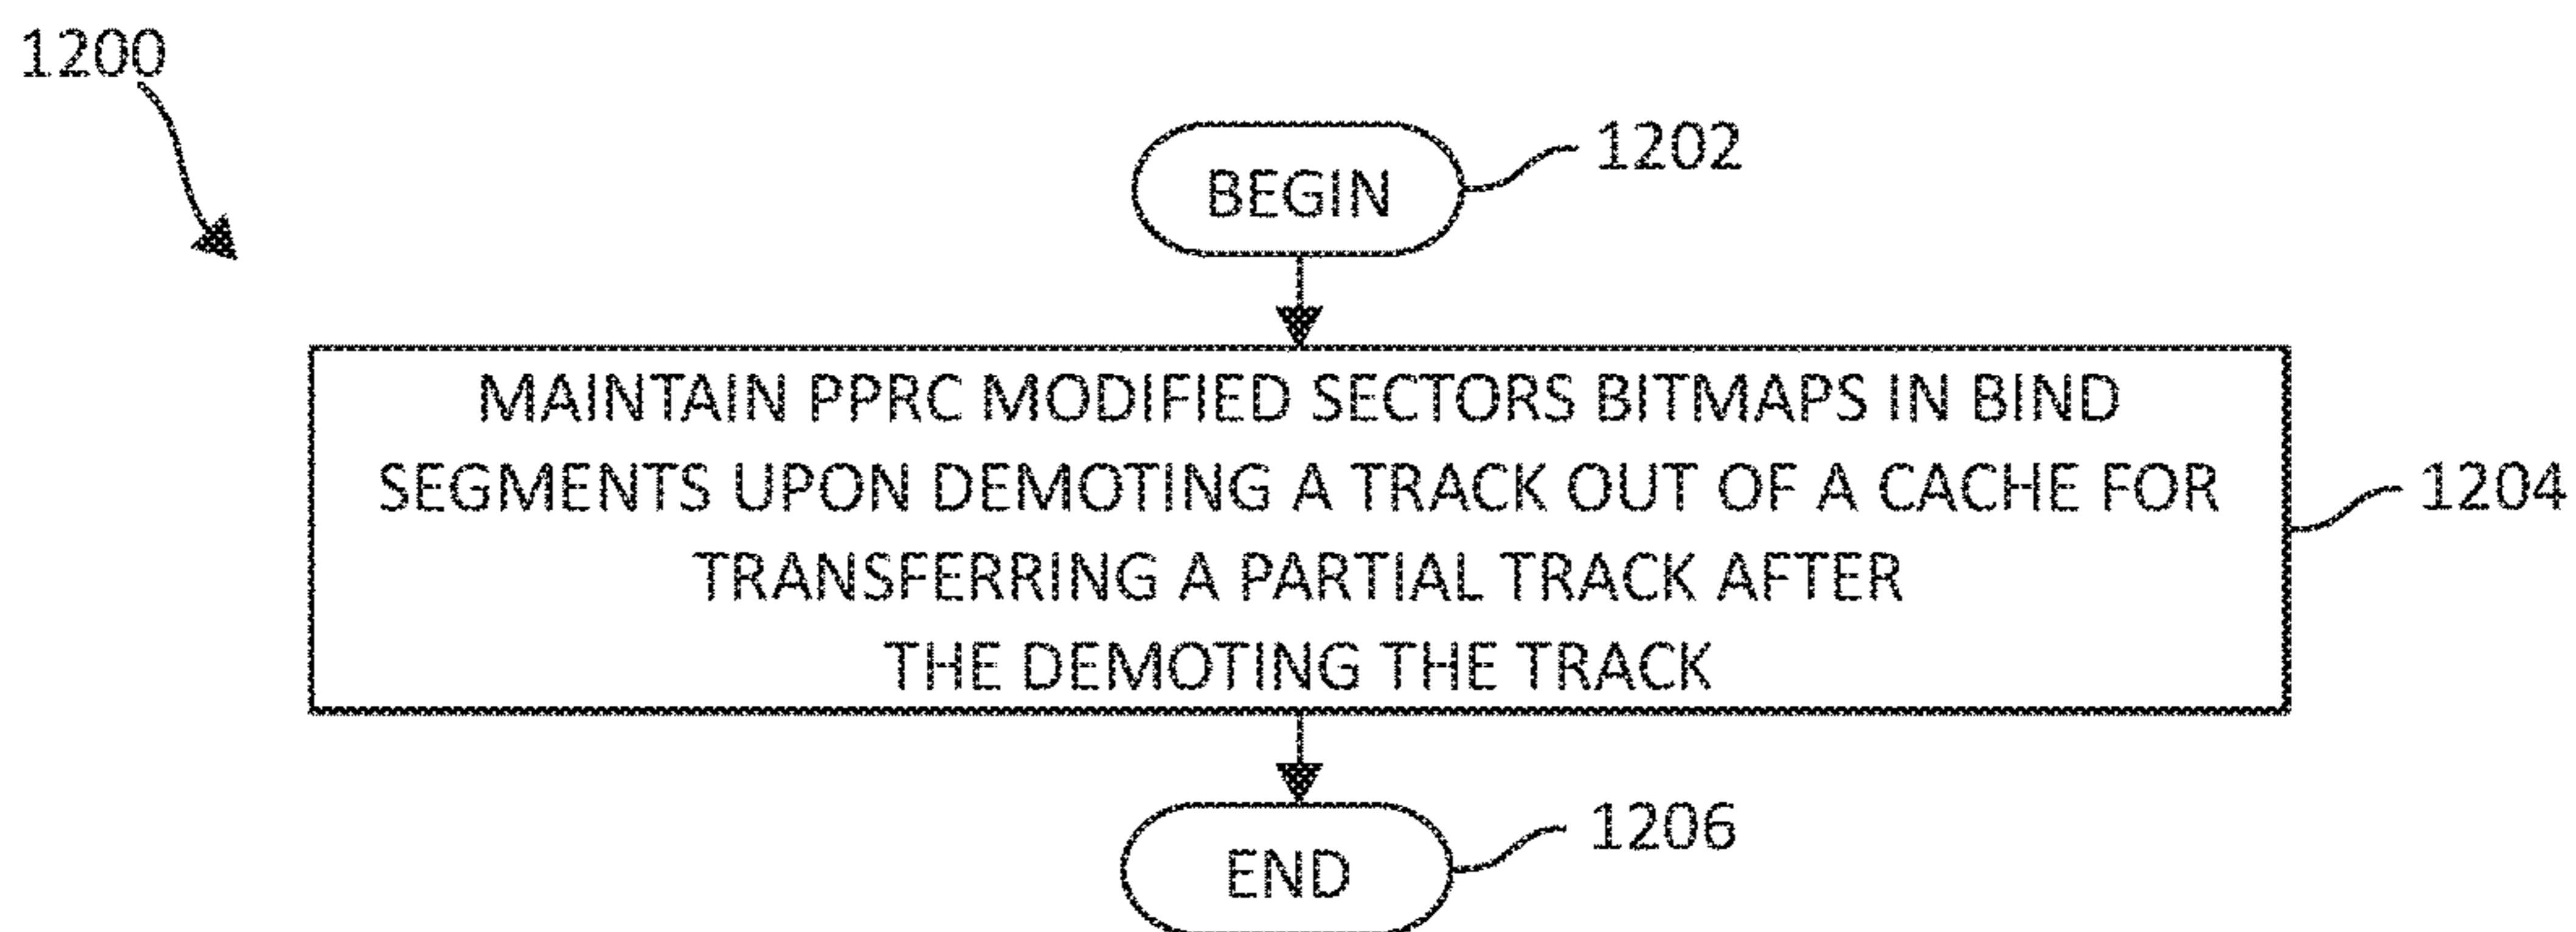 1200
1202
BEGIN
MAINTAIN PPRC MODIFIED SECTORS BITMAPS IN BIND
SEGMENTS UPON DEMOTING A TRACK OUT OF A CACHE FOR
TRANSFERRING A PARTIAL TRACK AFTER
THE DEMOTING THE TRACK
1204
1206
END